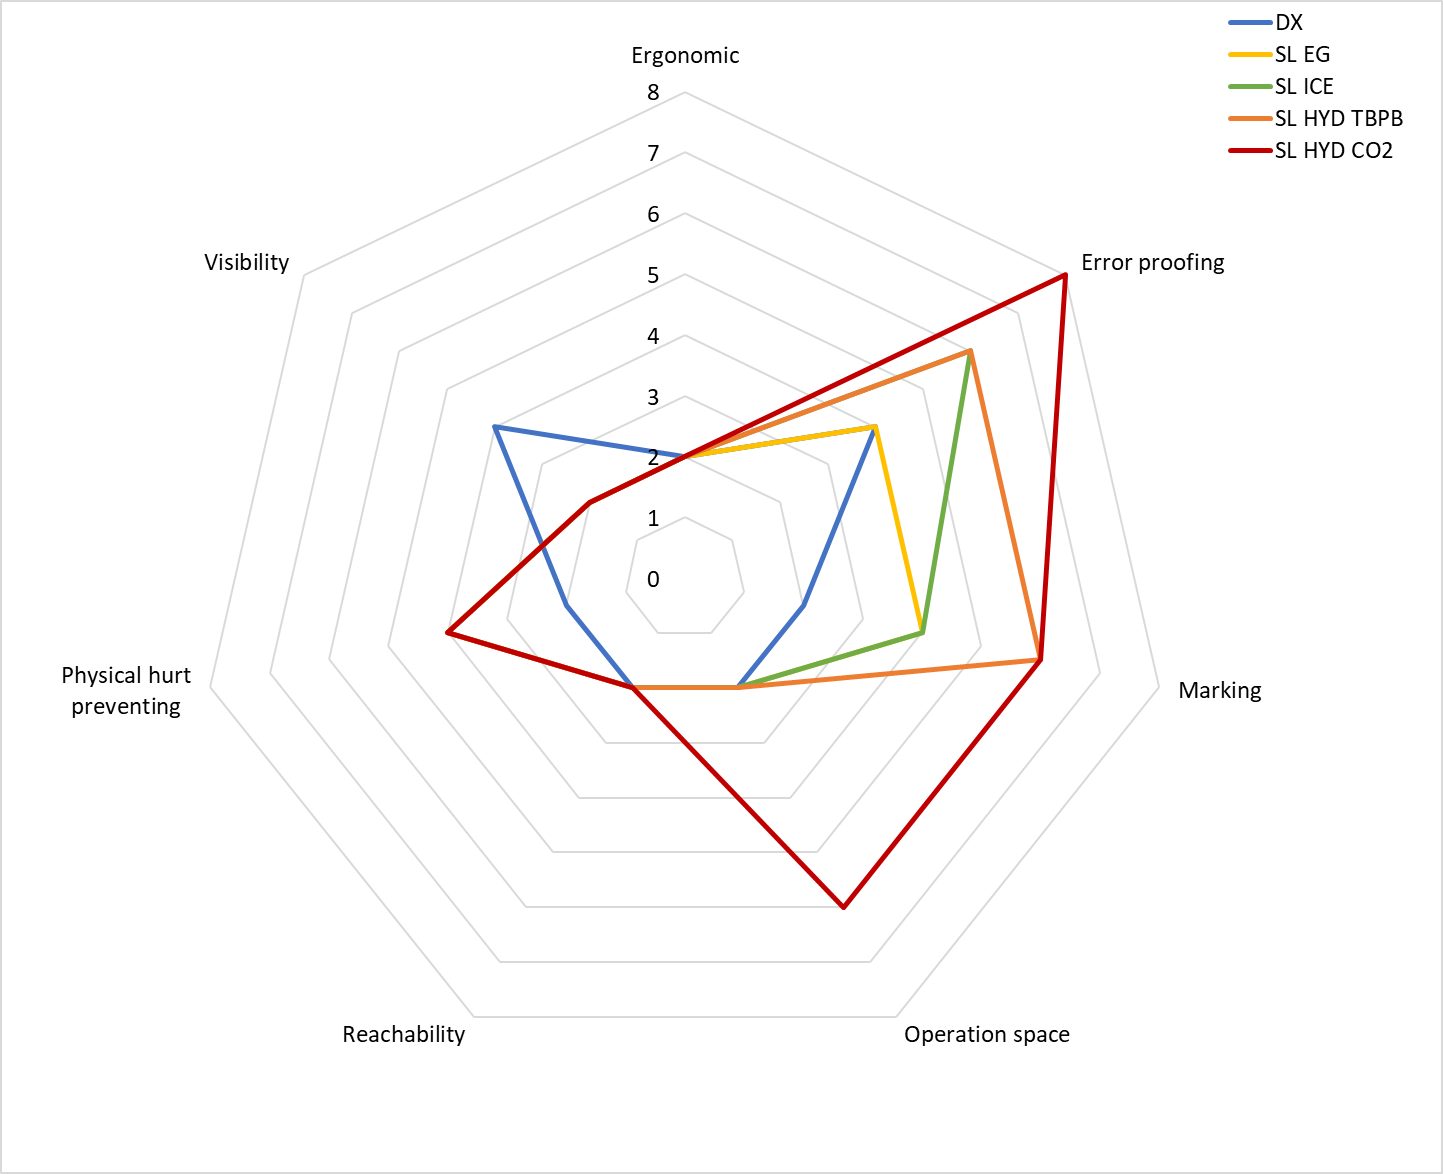 DX
SL EG
SL ICE
SL HYD TBPB
SL HYD CO2
Ergonomic
8
7
6
5
4
3
2
1
0
Visibility
Error proofing
Physical hurt
preventing
Marking
Reachability
Operation space